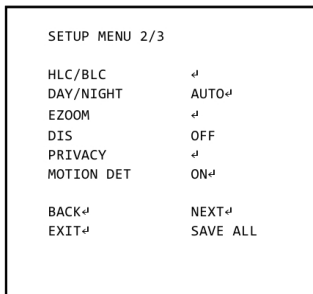 SETUP MENU 2/3
HLC/BLC ↵
DAY/NIGHT AUTO↵
EZOOM ↵
DIS OFF
PRIVACY ↵
MOTION DET ON↵
BACK↵ NEXT↵
EXIT↵ SAVE ALL